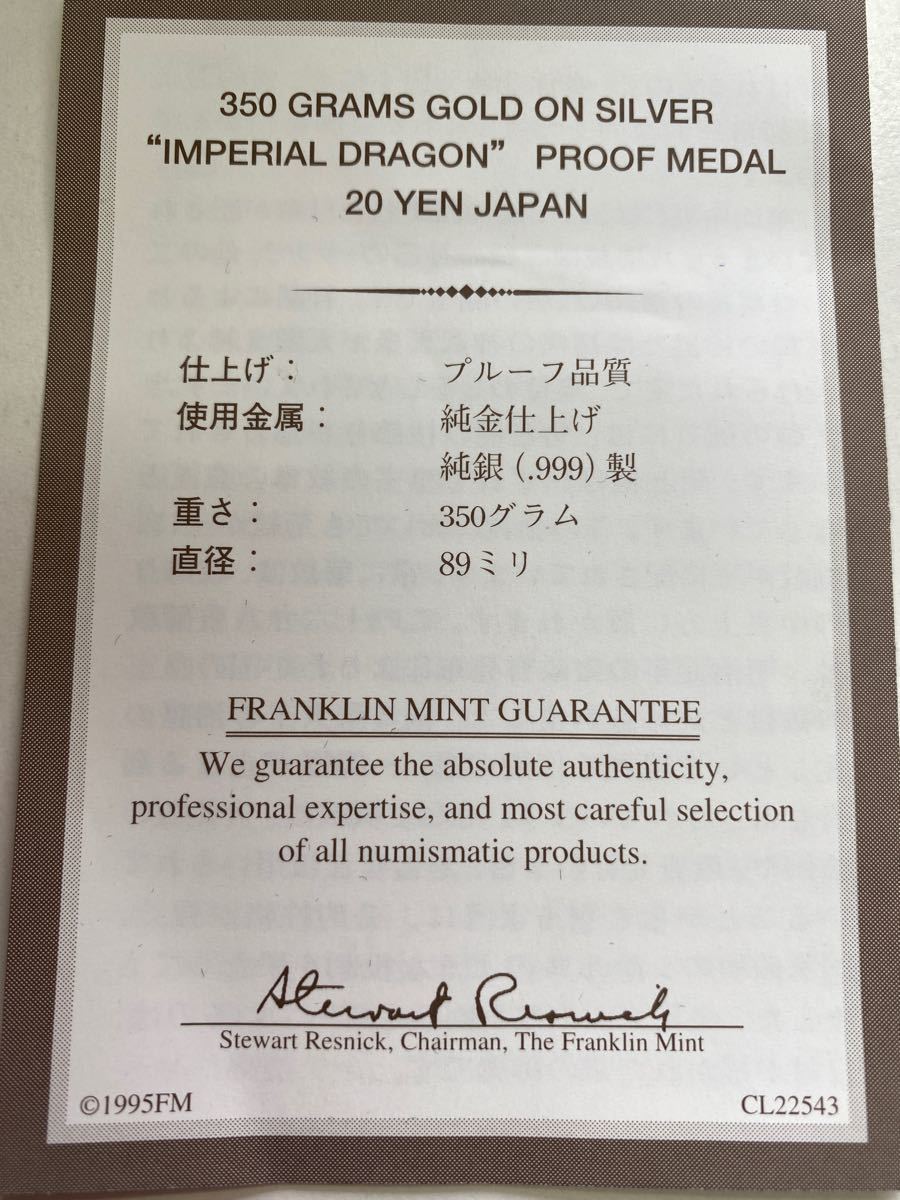 350 GRAMS GOLD ON SILVER
“IMPERIAL DRAGON” PROOF MEDAL
20 YEN JAPAN
仕上げ： プルーフ品質
使用金属： 純金仕上げ
純銀 (.999) 製
重さ： 350グラム
直径： 89ミリ
FRANKLIN MINT GUARANTEE
We guarantee the absolute authenticity,
professional expertise, and most careful selection
of all numismatic products.
Stewart Resnick
Stewart Resnick, Chairman, The Franklin Mint
©1995FM CL22543